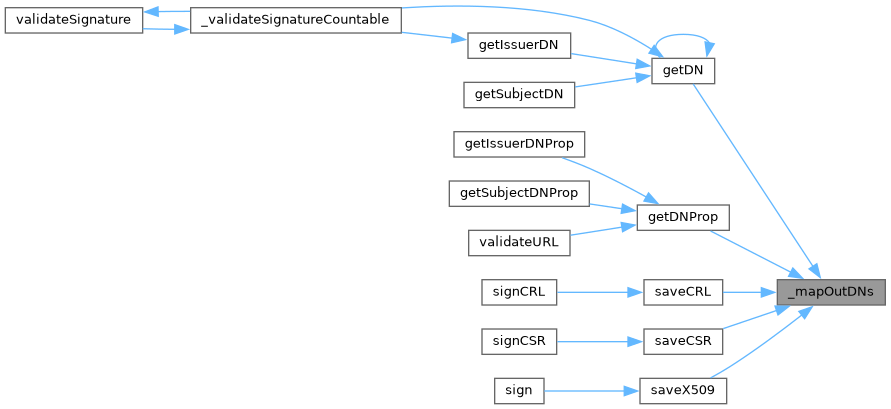 validateSignature
_validateSignatureCountable
getIssuerDN
getDN
getSubjectDN
getIssuerDNProp
getSubjectDNProp
getDNProp
validateURL
signCRL
saveCRL
_mapOutDNs
signCSR
saveCSR
sign
saveX509